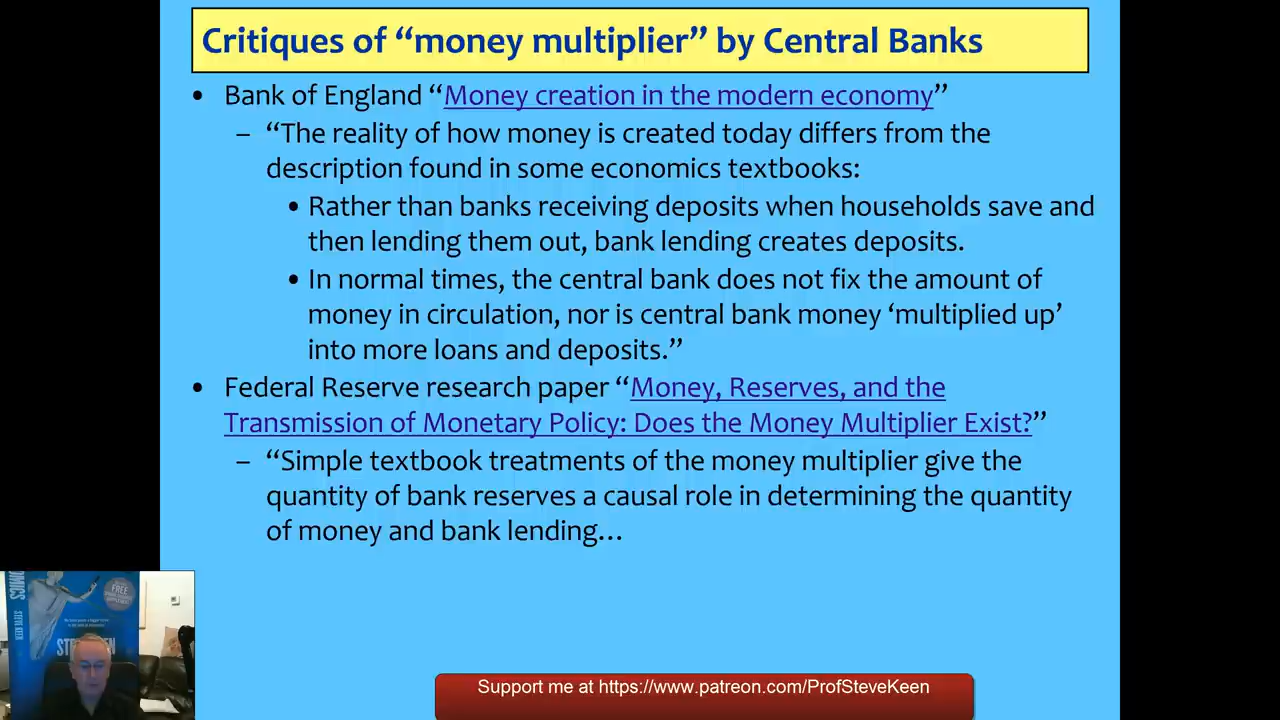 Critiques of “money multiplier” by Central Banks
• Bank of England “Money creation in the modern economy”
– “The reality of how money is created today differs from the
description found in some economics textbooks:
• Rather than banks receiving deposits when households save and
then lending them out, bank lending creates deposits.
• In normal times, the central bank does not fix the amount of
money in circulation, nor is central bank money ‘multiplied up’
into more loans and deposits.”
• Federal Reserve research paper “Money, Reserves, and the
Transmission of Monetary Policy: Does the Money Multiplier Exist?”
– “Simple textbook treatments of the money multiplier give the
quantity of bank reserves a causal role in determining the quantity
of money and bank lending…
FREE
STEVE KEEN
Support me at https://www.patreon.com/ProfSteveKeen